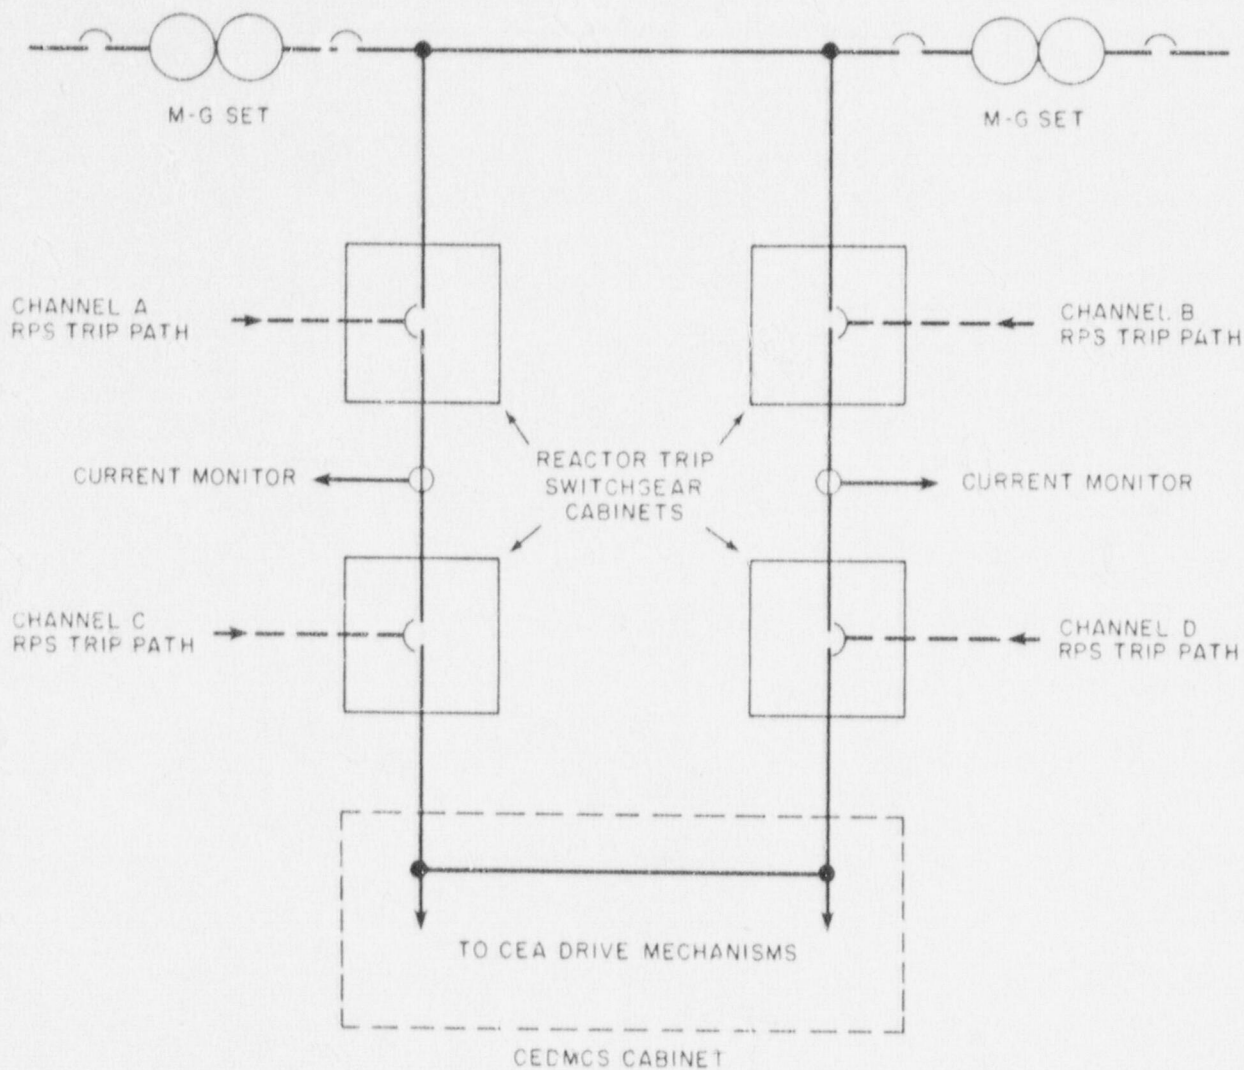 M-G SET
M-G SET
CHANNEL A
RPS TRIP PATH
CHANNEL B
RPS TRIP PATH
REACTOR TRIP
SWITCHGEAR
CABINETS
CURRENT MONITOR
CURRENT MONITOR
CHANNEL C
RPS TRIP PATH
CHANNEL D
RPS TRIP PATH
TO CEA DRIVE MECHANISMS
CEDMCS CABINET